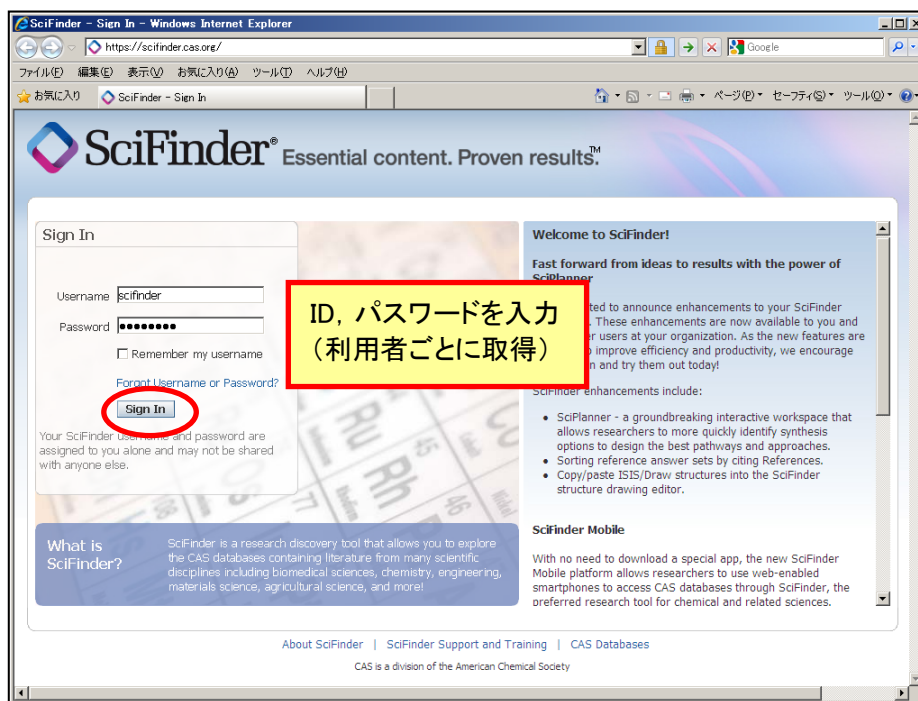 SciFinder - Sign In - Windows Internet Explorer
https://scifinder.cas.org/
Google
ファイル(F) 編集(E) 表示(V) お気に入り(A) ツール(T) ヘルプ(H)
お気に入り SciFinder - Sign In
ページ(P) セーフティ(S) ツール(O)
SciFinder® Essential content. Proven results.™
Sign In
Username scifinder
Password ●●●●●●●●
Remember my username
Forgot Username or Password?
Sign In
Your SciFinder username and password are
assigned to you alone and may not be shared
with anyone else.
ID, パスワードを入力
(利用者ごとに取得)
Ru
Rh
45
77
46
What is
SciFinder?
SciFinder is a research discovery tool that allows you to explore
the CAS databases containing literature from many scientific
disciplines including biomedical sciences, chemistry, engineering,
materials science, agricultural science, and more!
Welcome to SciFinder!
Fast forward from ideas to results with the power of
SciPlanner
ted to announce enhancements to your SciFinder
. These enhancements are now available to you and
er users at your organization. As the new features are
improve efficiency and productivity, we encourage
n and try them out today!
SciFinder enhancements include:
• SciPlanner - a groundbreaking interactive workspace that
allows researchers to more quickly identify synthesis
options to design the best pathways and approaches.
• Sorting reference answer sets by citing References.
• Copy/paste ISIS/Draw structures into the SciFinder
structure drawing editor.
SciFinder Mobile
With no need to download a special app, the new SciFinder
Mobile platform allows researchers to use web-enabled
smartphones to access CAS databases through SciFinder, the
preferred research tool for chemical and related sciences.
About SciFinder | SciFinder Support and Training | CAS Databases
CAS is a division of the American Chemical Society